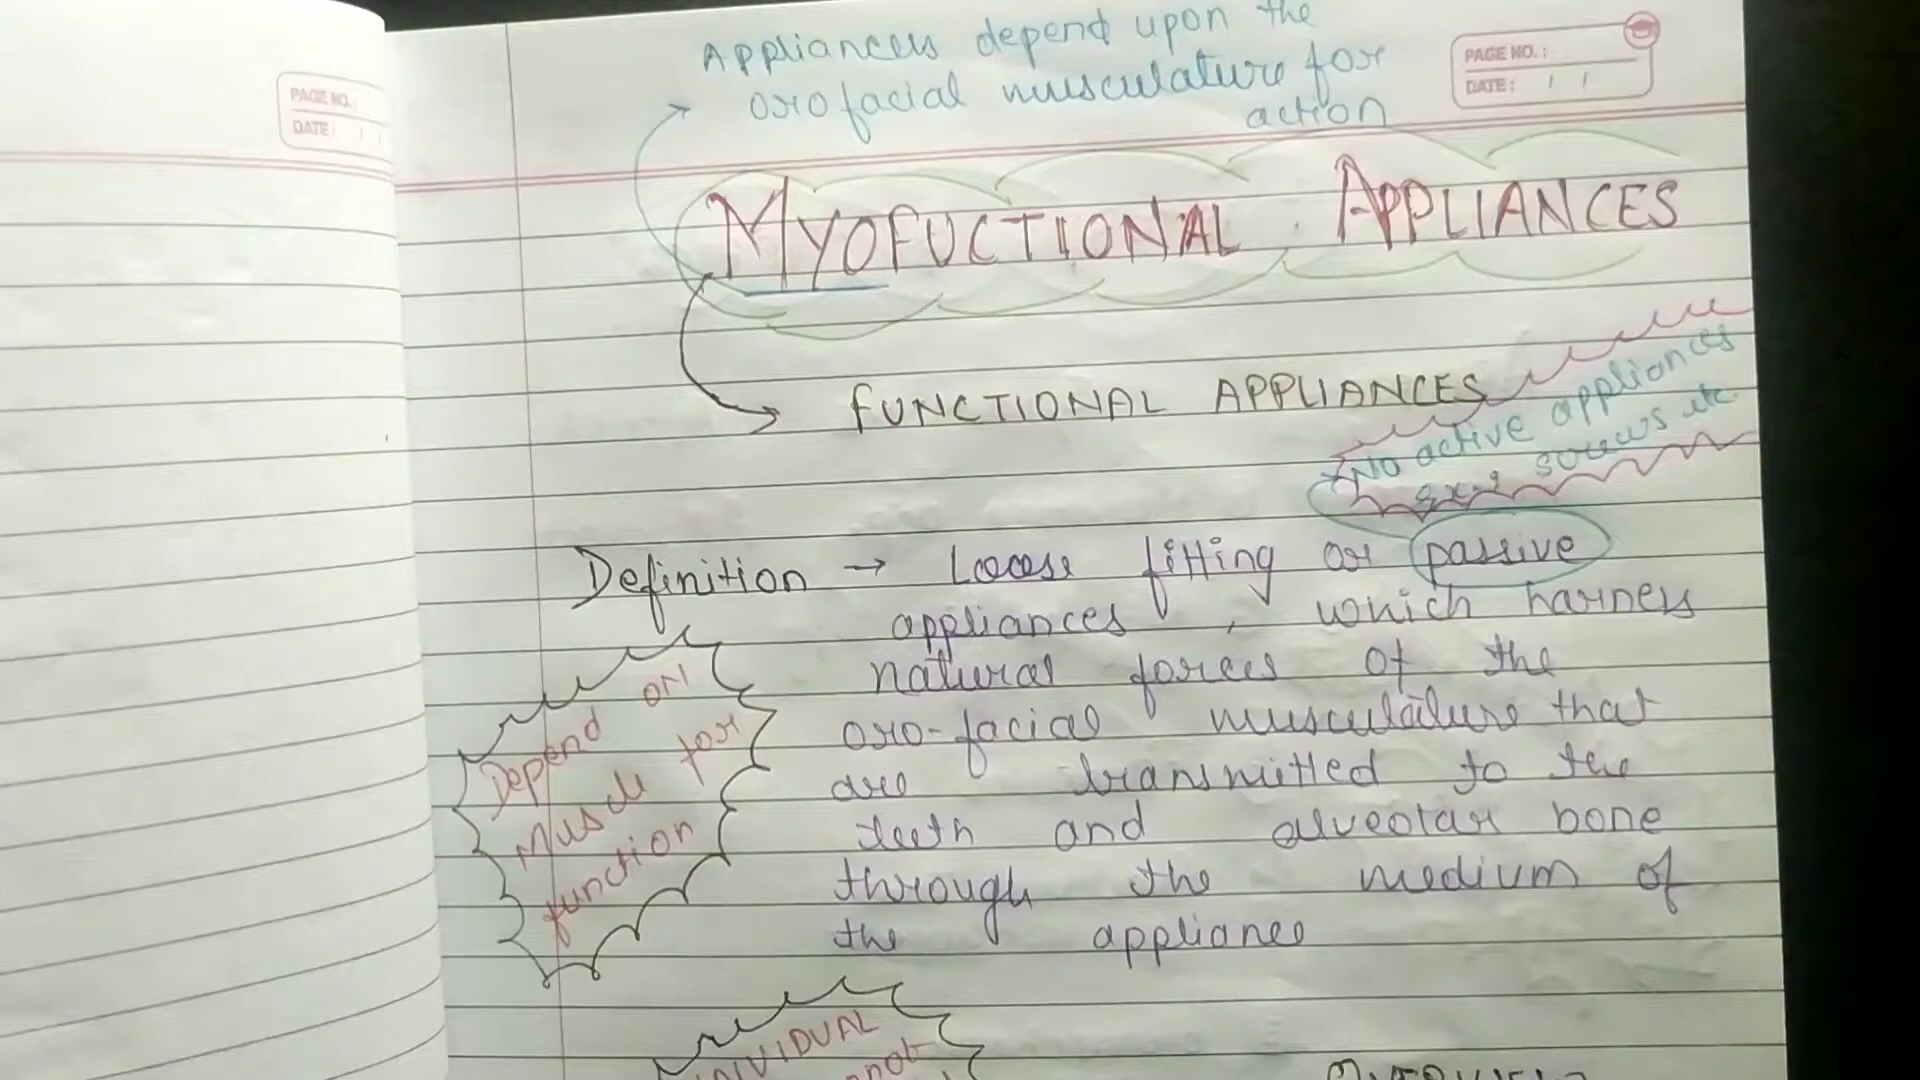 Appliances depend upon the
orofacial musculature for
action
PAGE NO.:
DATE: / /
PAGE NO.:
DATE: / /
MYOFUCTIONAL APPLIANCES
FUNCTIONAL APPLIANCES
No active appliances
ex-: screws etc.
Definition → Loose fitting or passive
appliances, which harness
natural forces of the
oro-facial musculature that
are transmitted to the
teeth and alveolar bone
through the medium of
the appliance
Depend ON
Muscle for
function